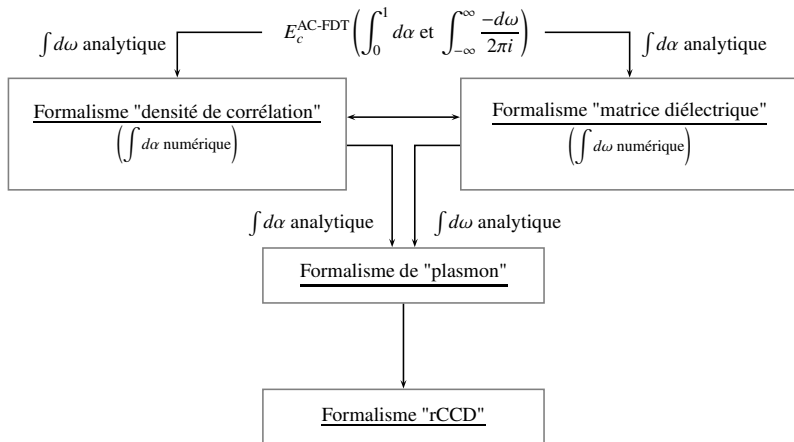 ∫ dω analytique
E_c^{AC-FDT} ( ∫_0^1 dα et ∫_{-∞}^{∞} \frac{-dω}{2πi} )
∫ dα analytique
Formalisme "densité de corrélation"
( ∫ dα numérique )
Formalisme "matrice diélectrique"
( ∫ dω numérique )
∫ dα analytique
∫ dω analytique
Formalisme de "plasmon"
Formalisme "rCCD"